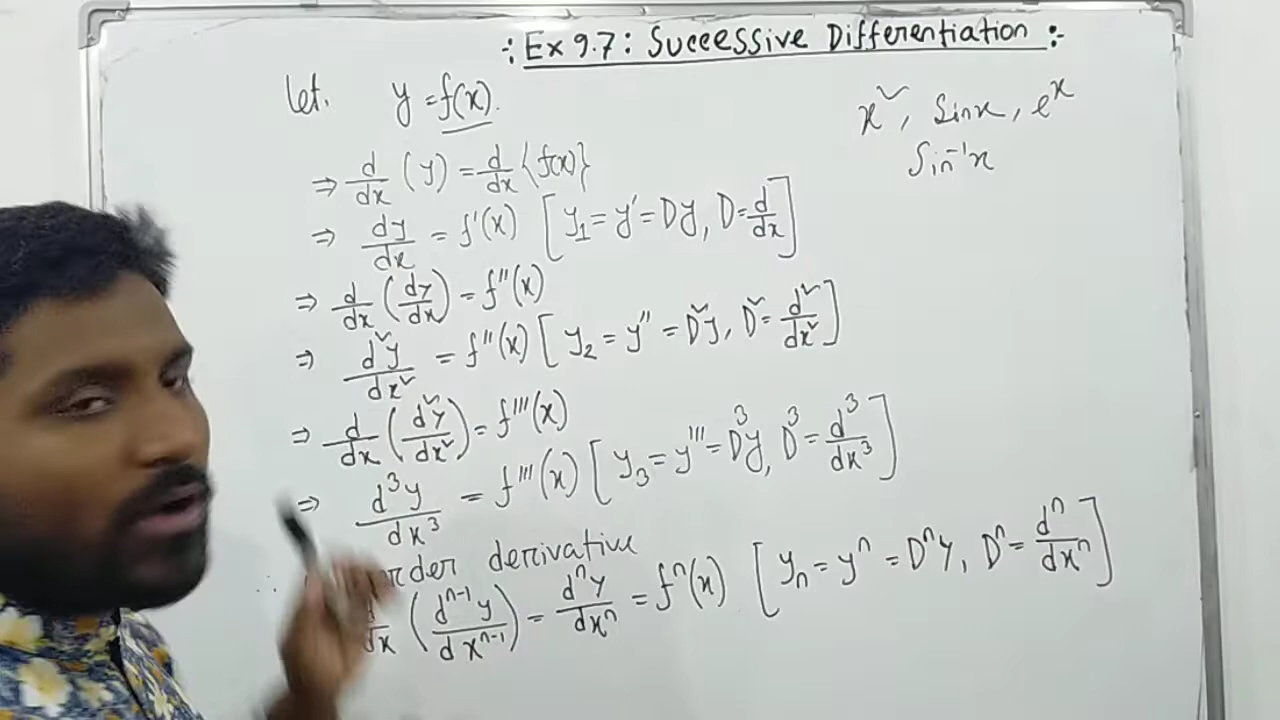 : Ex 9.7: Successive Differentiation :-
let. y = f(x).
x², Sinx, eˣ
Sin⁻¹x
⇒ d/dx (y) = d/dx {f(x)}
⇒ dy/dx = f'(x) [y₁ = y' = Dy, D = d/dx]
⇒ d/dx (dy/dx) = f''(x)
⇒ d²y/dx² = f''(x) [y₂ = y'' = D²y, D² = d²/dx²]
⇒ d/dx (d²y/dx²) = f'''(x)
⇒ d³y/dx³ = f'''(x) [y₃ = y''' = D³y, D³ = d³/dx³]
order derivative
d/dx (dⁿ⁻¹y/dxⁿ⁻¹) = dⁿy/dxⁿ = fⁿ(x) [yₙ = yⁿ = Dⁿy, Dⁿ = dⁿ/dxⁿ]